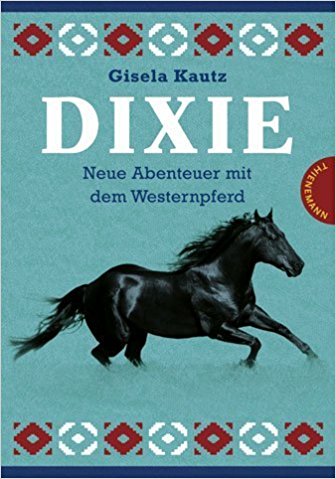 Gisela Kautz
DIXIE
Neue Abenteuer mit
dem Westernpferd
THIENEMANN